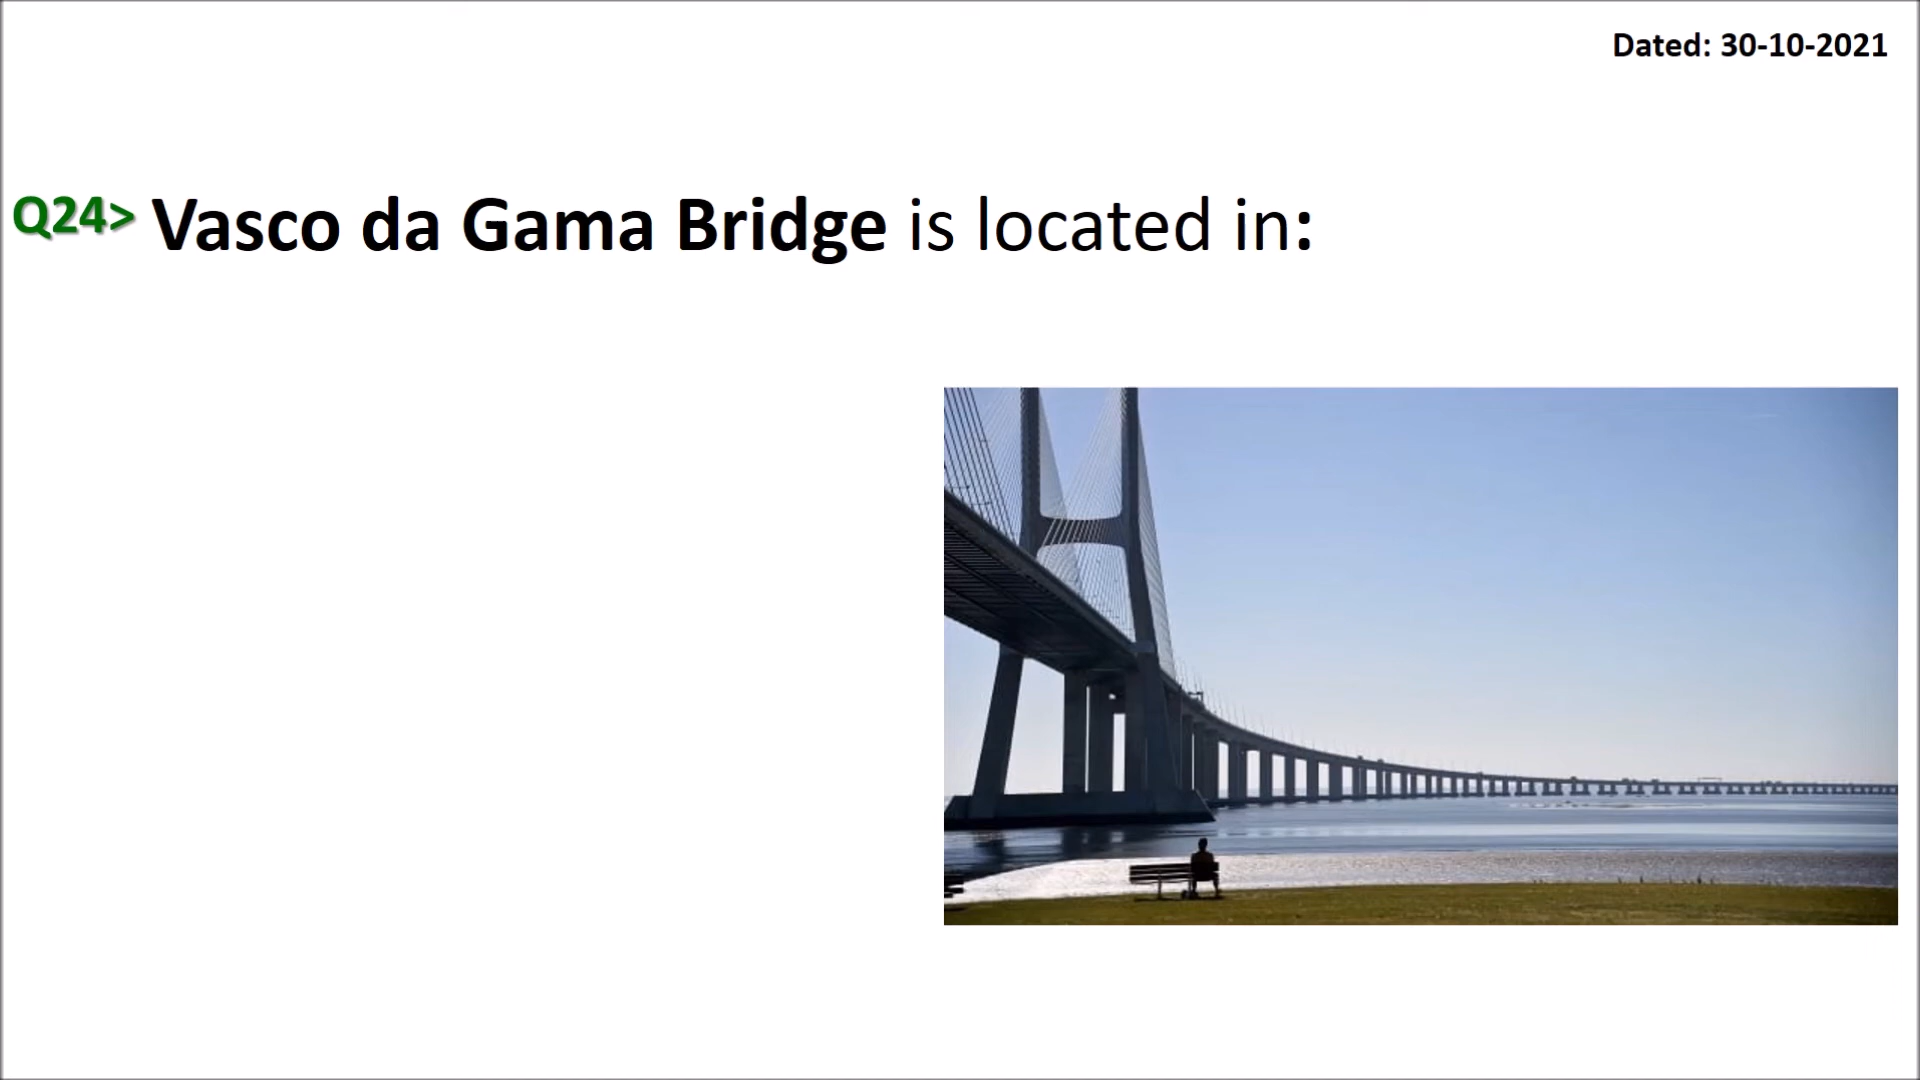 Dated: 30-10-2021
Q24> Vasco da Gama Bridge is located in: